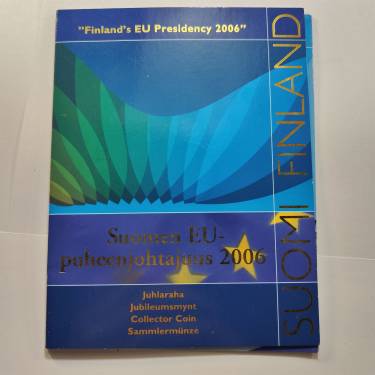 "Finland's EU Presidency 2006"
SUOMI FINLAND
Suomen EU-
puheenjohtajuus 2006
Juhlaraha
Jubileumsmynt
Collector Coin
Sammlermünze